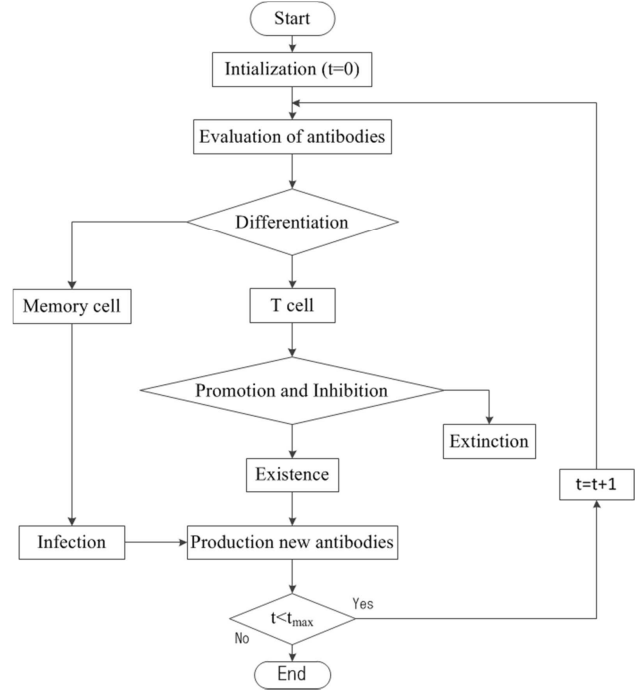 Start
Intialization (t=0)
Evaluation of antibodies
Differentiation
Memory cell
T cell
Promotion and Inhibition
Extinction
Existence
t=t+1
Infection
Production new antibodies
t<tmax
Yes
No
End